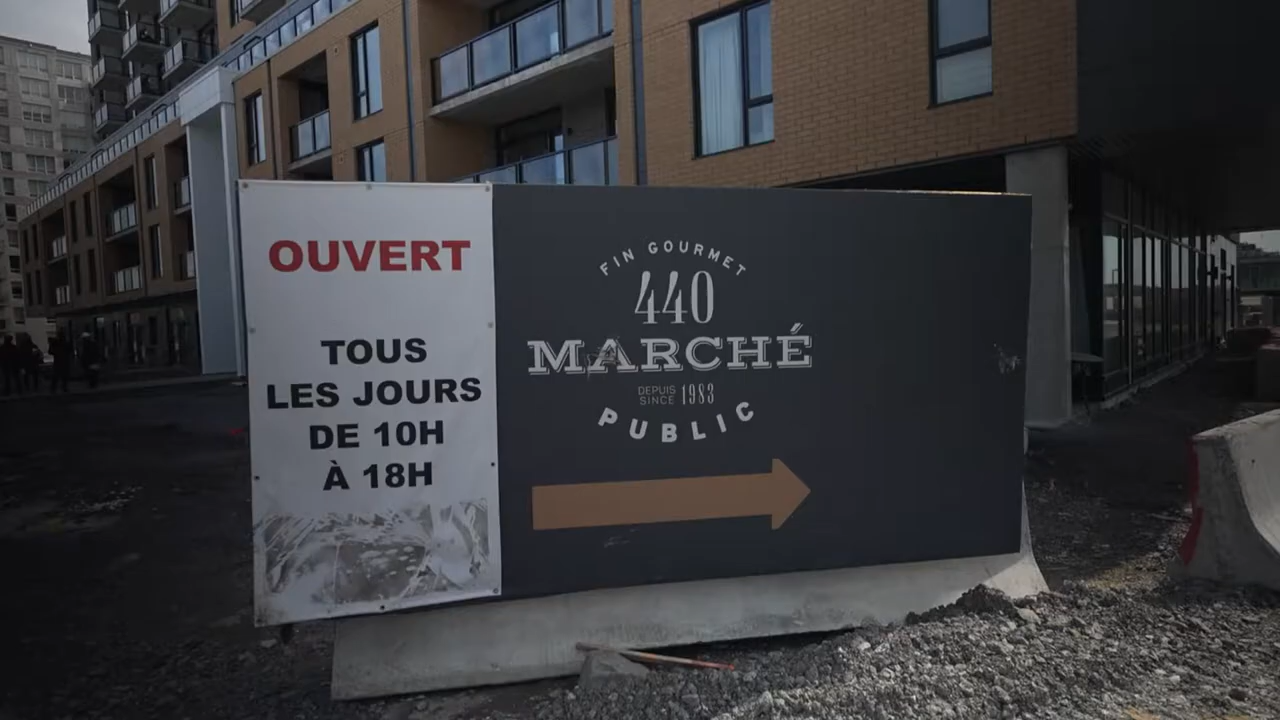 OUVERT
TOUS
LES JOURS
DE 10H
À 18H
FIN GOURMET
440
MARCHÉ
DEPUIS
SINCE 1983
PUBLIC